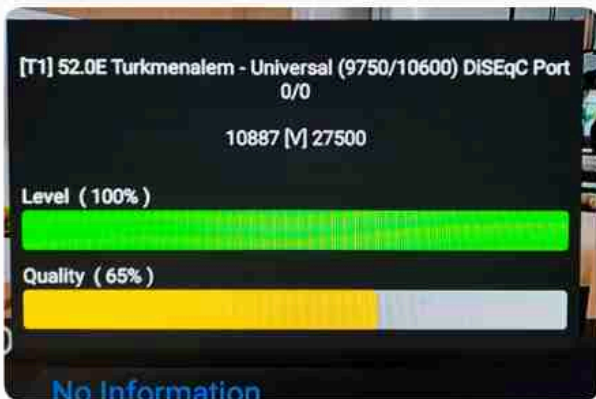 [T1] 52.0E Turkmenalem - Universal (9750/10600) DiSEqC Port
0/0
10887 [V] 27500
Level ( 100% )
Quality ( 65% )
No Information